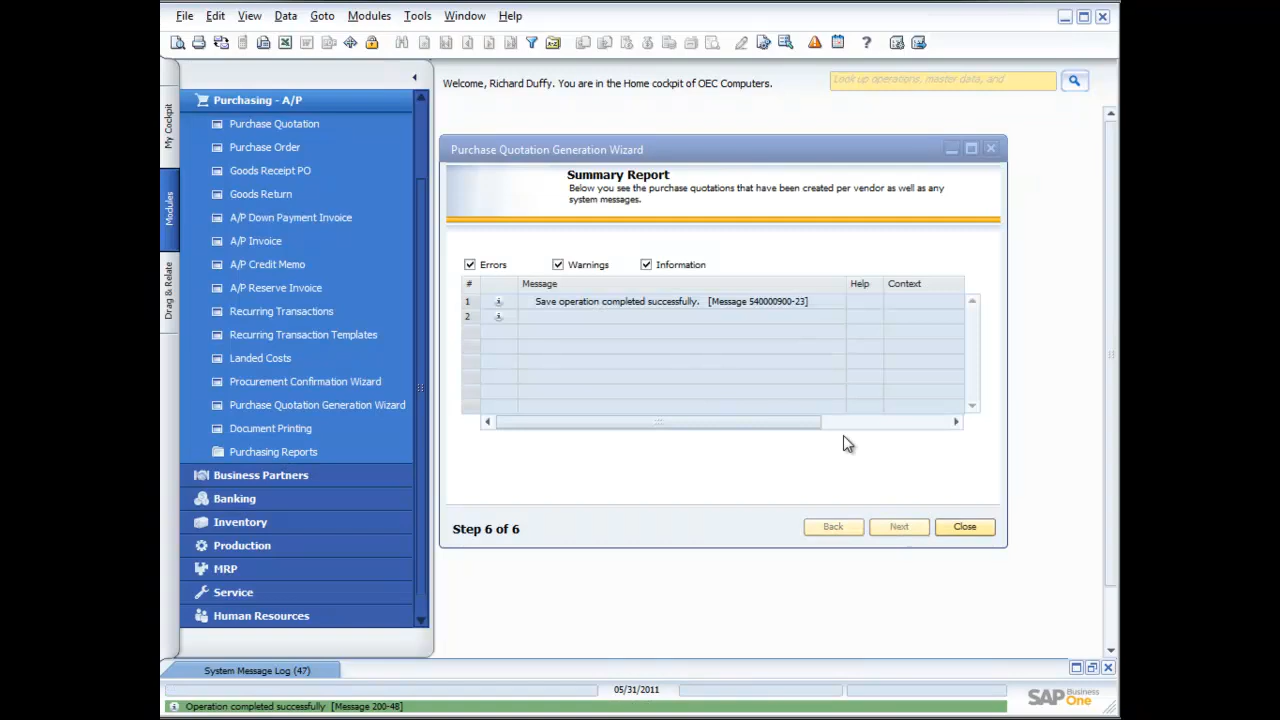 File Edit View Data Goto Modules Tools Window Help
Welcome, Richard Duffy. You are in the Home cockpit of OEC Computers.
Look up operations, master data, and
My Cockpit
Modules
Drag & Relate
Purchasing - A/P
Purchase Quotation
Purchase Order
Goods Receipt PO
Goods Return
A/P Down Payment Invoice
A/P Invoice
A/P Credit Memo
A/P Reserve Invoice
Recurring Transactions
Recurring Transaction Templates
Landed Costs
Procurement Confirmation Wizard
Purchase Quotation Generation Wizard
Document Printing
Purchasing Reports
Business Partners
Banking
Inventory
Production
MRP
Service
Human Resources
Purchase Quotation Generation Wizard
Summary Report
Below you see the purchase quotations that have been created per vendor as well as any
system messages.
Errors Warnings Information
# Message Help Context
1 Save operation completed successfully. [Message 540000900-23]
2
Step 6 of 6
Back Next Close
System Message Log (47)
05/31/2011
SAP Business One
Operation completed successfully [Message 200-48]